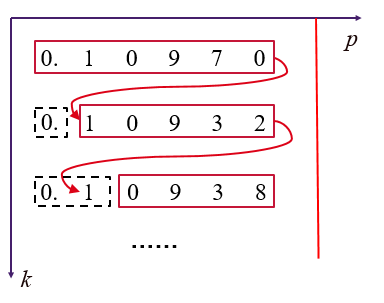 p
0. 1 0 9 7 0
0. 1 0 9 3 2
0. 1 0 9 3 8
......
k